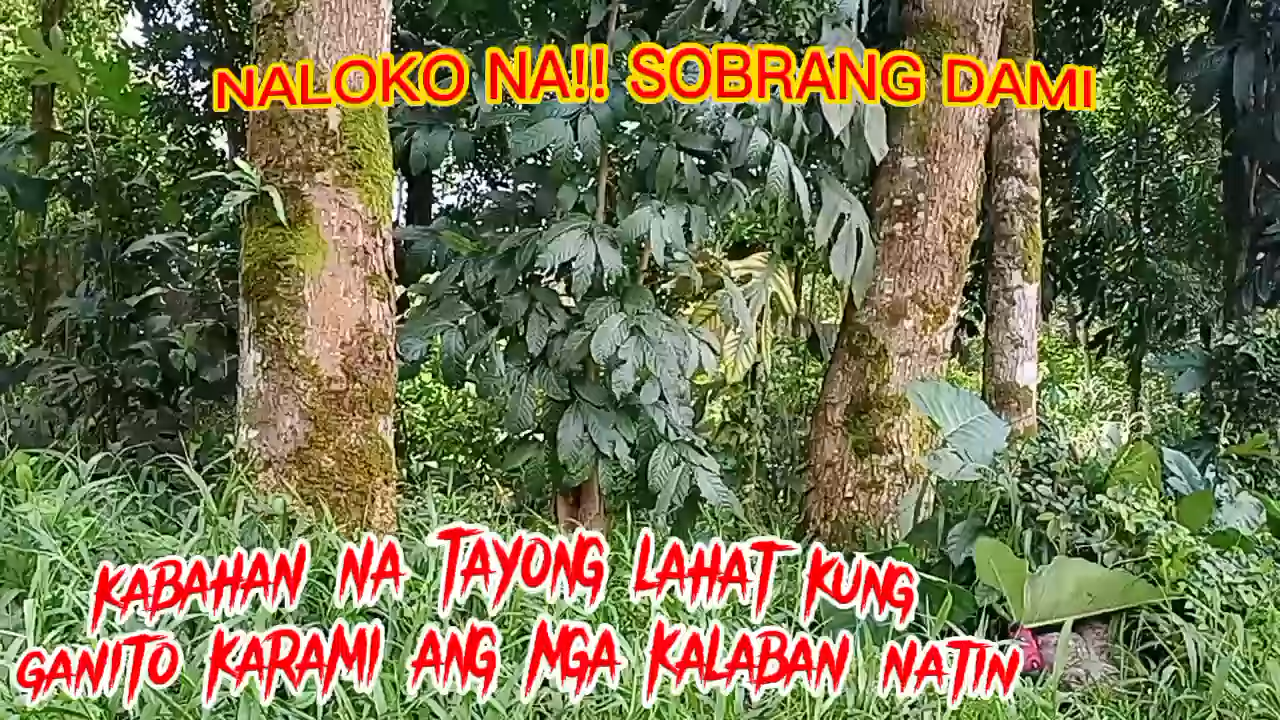 NALOKO NA!! SOBRANG DAMI
KABAHAN NA TAYONG LAHAT KUNG
GANITO KARAMI ANG MGA KALABAN NATIN